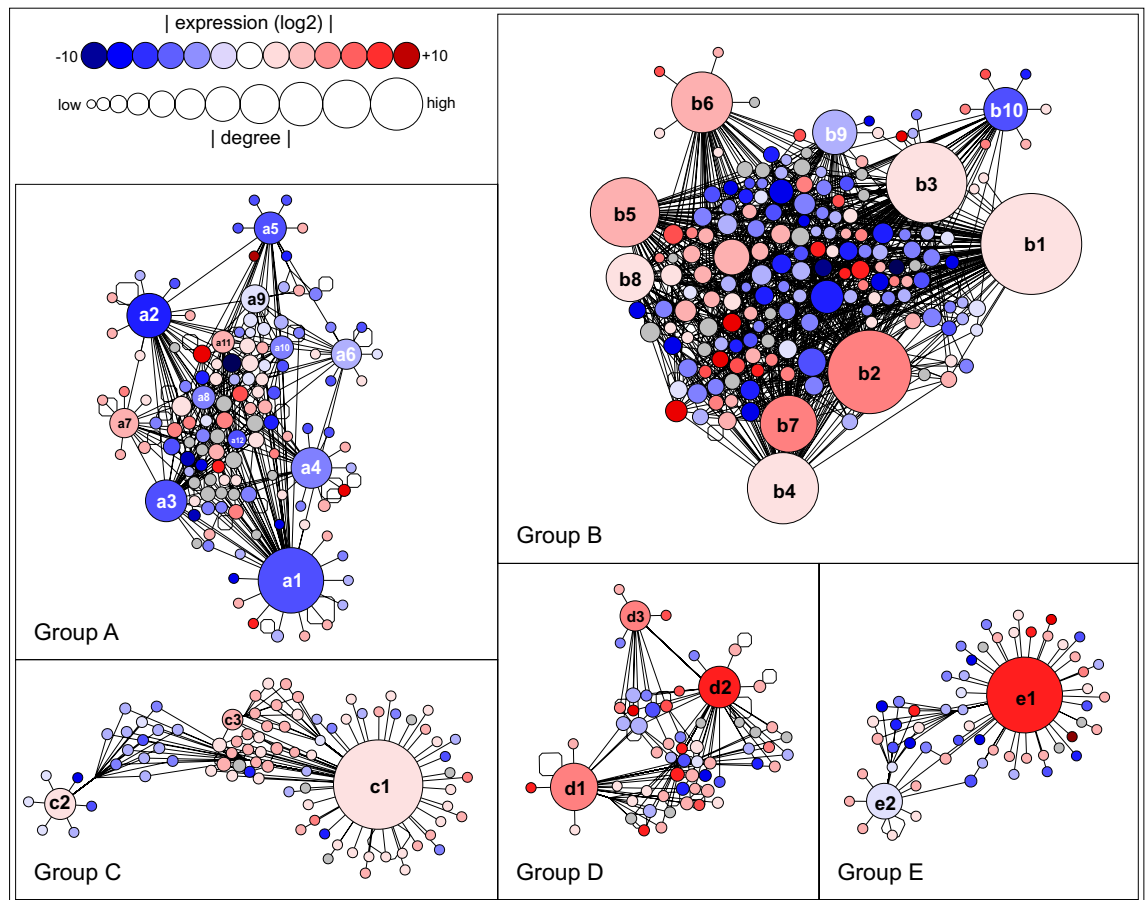 | expression (log2) |
-10
+10
low
high
| degree |
a5
a9
a2
a11
a10
a6
a8
a7
a12
a4
a3
a1
Group A
b6
b9
b10
b3
b5
b1
b8
b2
b7
b4
Group B
c3
c1
c2
Group C
d3
d2
d1
Group D
e1
e2
Group E